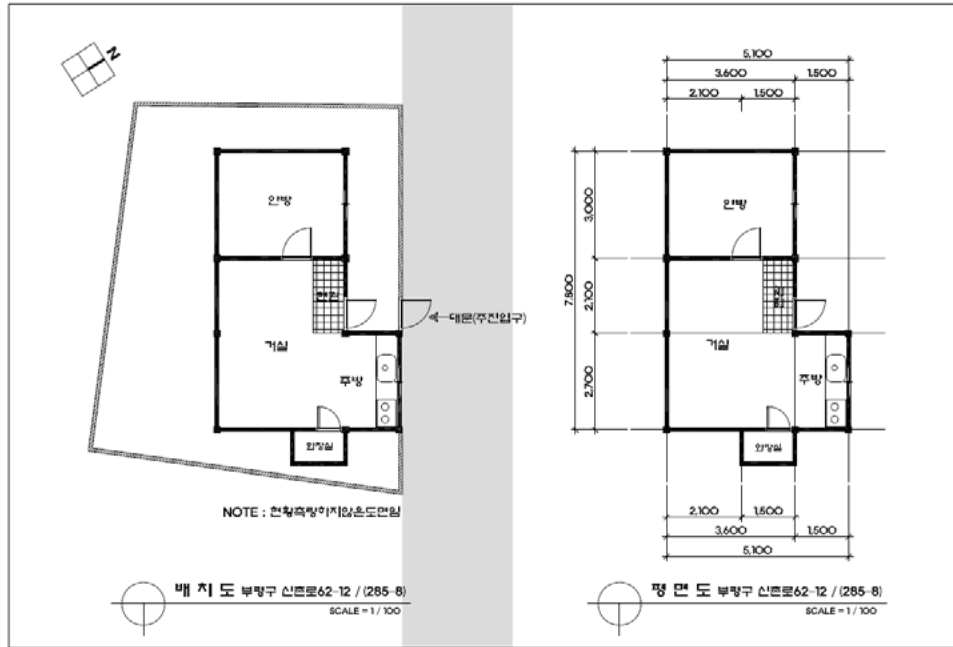 N
안방
현관
거실
주방
화장실
대문(주진입구)
NOTE : 현황측량하지않은도면임
배 치 도 부평구 신촌로62-12 / (285-8)
SCALE = 1 / 100
5,100
3,600 1,500
2,100 1,500
7,800
3,000
2,100
2,700
안방
현관
거실
주방
화장실
2,100 1,500
3,600 1,500
5,100
평 면 도 부평구 신촌로62-12 / (285-8)
SCALE = 1 / 100